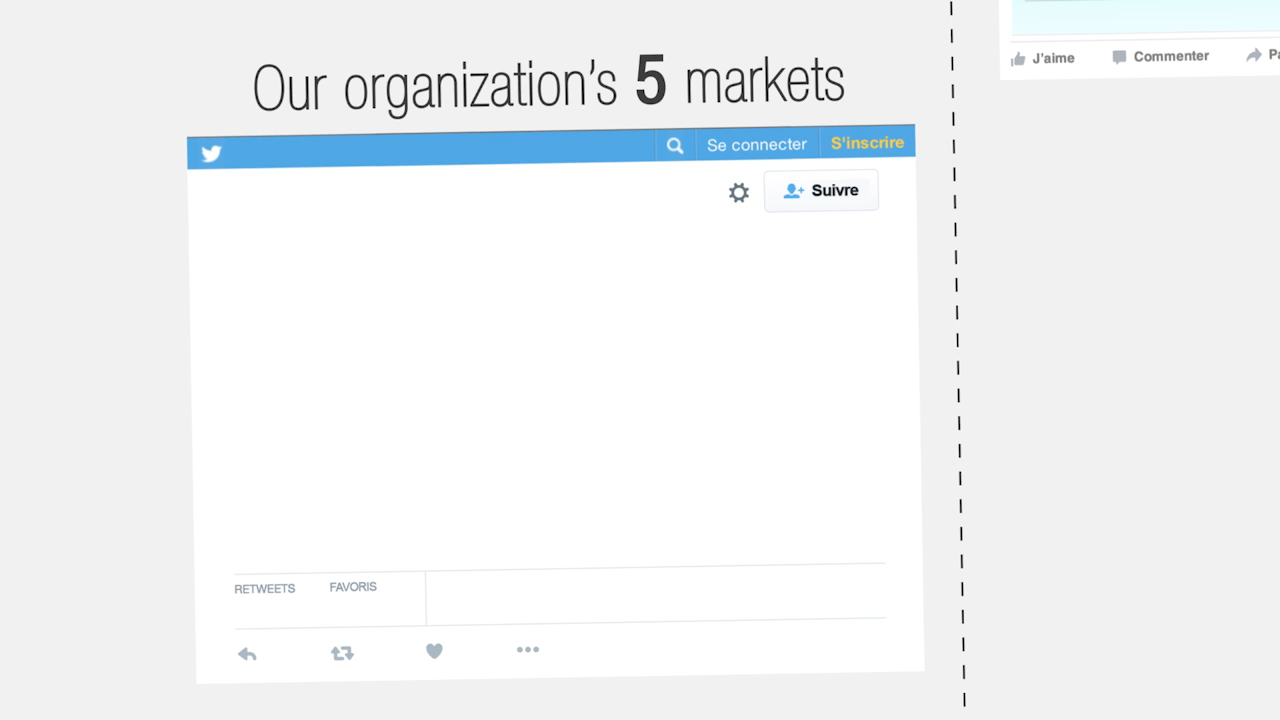 Our organization's 5 markets
Se connecter
S'inscrire
Suivre
RETWEETS
FAVORIS
J'aime
Commenter